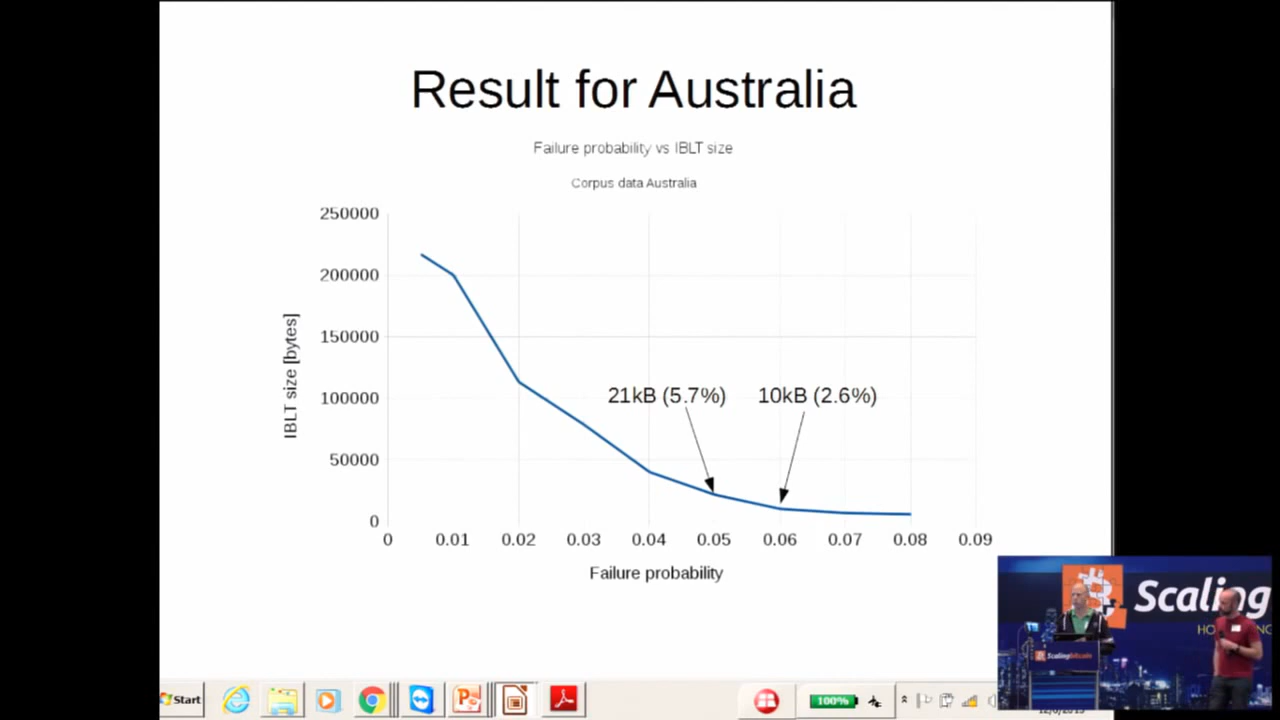 Result for Australia
Failure probability vs IBLT size
Corpus data Australia
250000
200000
150000
100000
50000
0
IBLT size [bytes]
21kB (5.7%)
10kB (2.6%)
0 0.01 0.02 0.03 0.04 0.05 0.06 0.07 0.08 0.09
Failure probability
Scaling
ScalingBitcoin
Start
100%